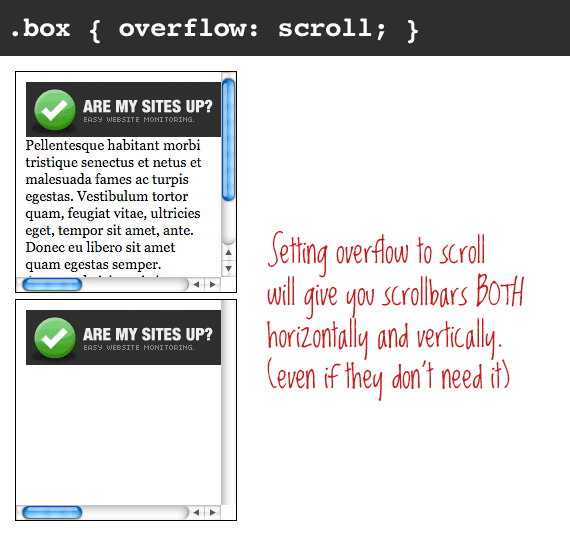 .box { overflow: scroll; }
ARE MY SITES UP?
EASY WEBSITE MONITORING.
Pellentesque habitant morbi
tristique senectus et netus et
malesuada fames ac turpis
egestas. Vestibulum tortor
quam, feugiat vitae, ultricies
eget, tempor sit amet, ante.
Donec eu libero sit amet
quam egestas semper.
Setting overflow to scroll
will give you scrollbars BOTH
horizontally and vertically.
(even if they don't need it)
ARE MY SITES UP?
EASY WEBSITE MONITORING.